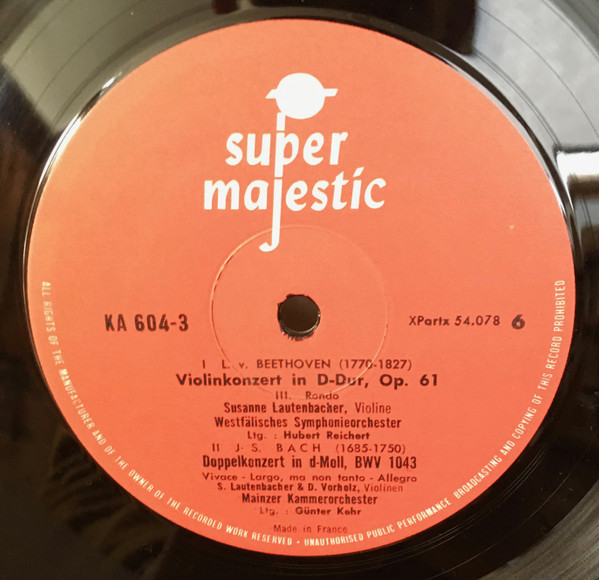 super
majestic
KA 604-3
XPartx 54.078 6
I L. v. BEETHOVEN (1770-1827)
Violinkonzert in D-Dur, Op. 61
III. Rondo
Susanne Lautenbacher, Violine
Westfälisches Symphonieorchester
Ltg. : Hubert Reichert
II J-S. BACH (1685-1750)
Doppelkonzert in d-Moll, BWV 1043
Vivace - Largo, ma non tanto - Allegro
S. Lautenbacher & D. Vorholz, Violinen
Mainzer Kammerorchester
Ltg. : Günter Kehr
Made in France
ALL RIGHTS OF THE MANUFACTURER AND OF THE OWNER OF THE RECORDED WORK RESERVED - UNAUTHORISED PUBLIC PERFORMANCE BROADCASTING AND COPYING OF THIS RECORD PROHIBITED